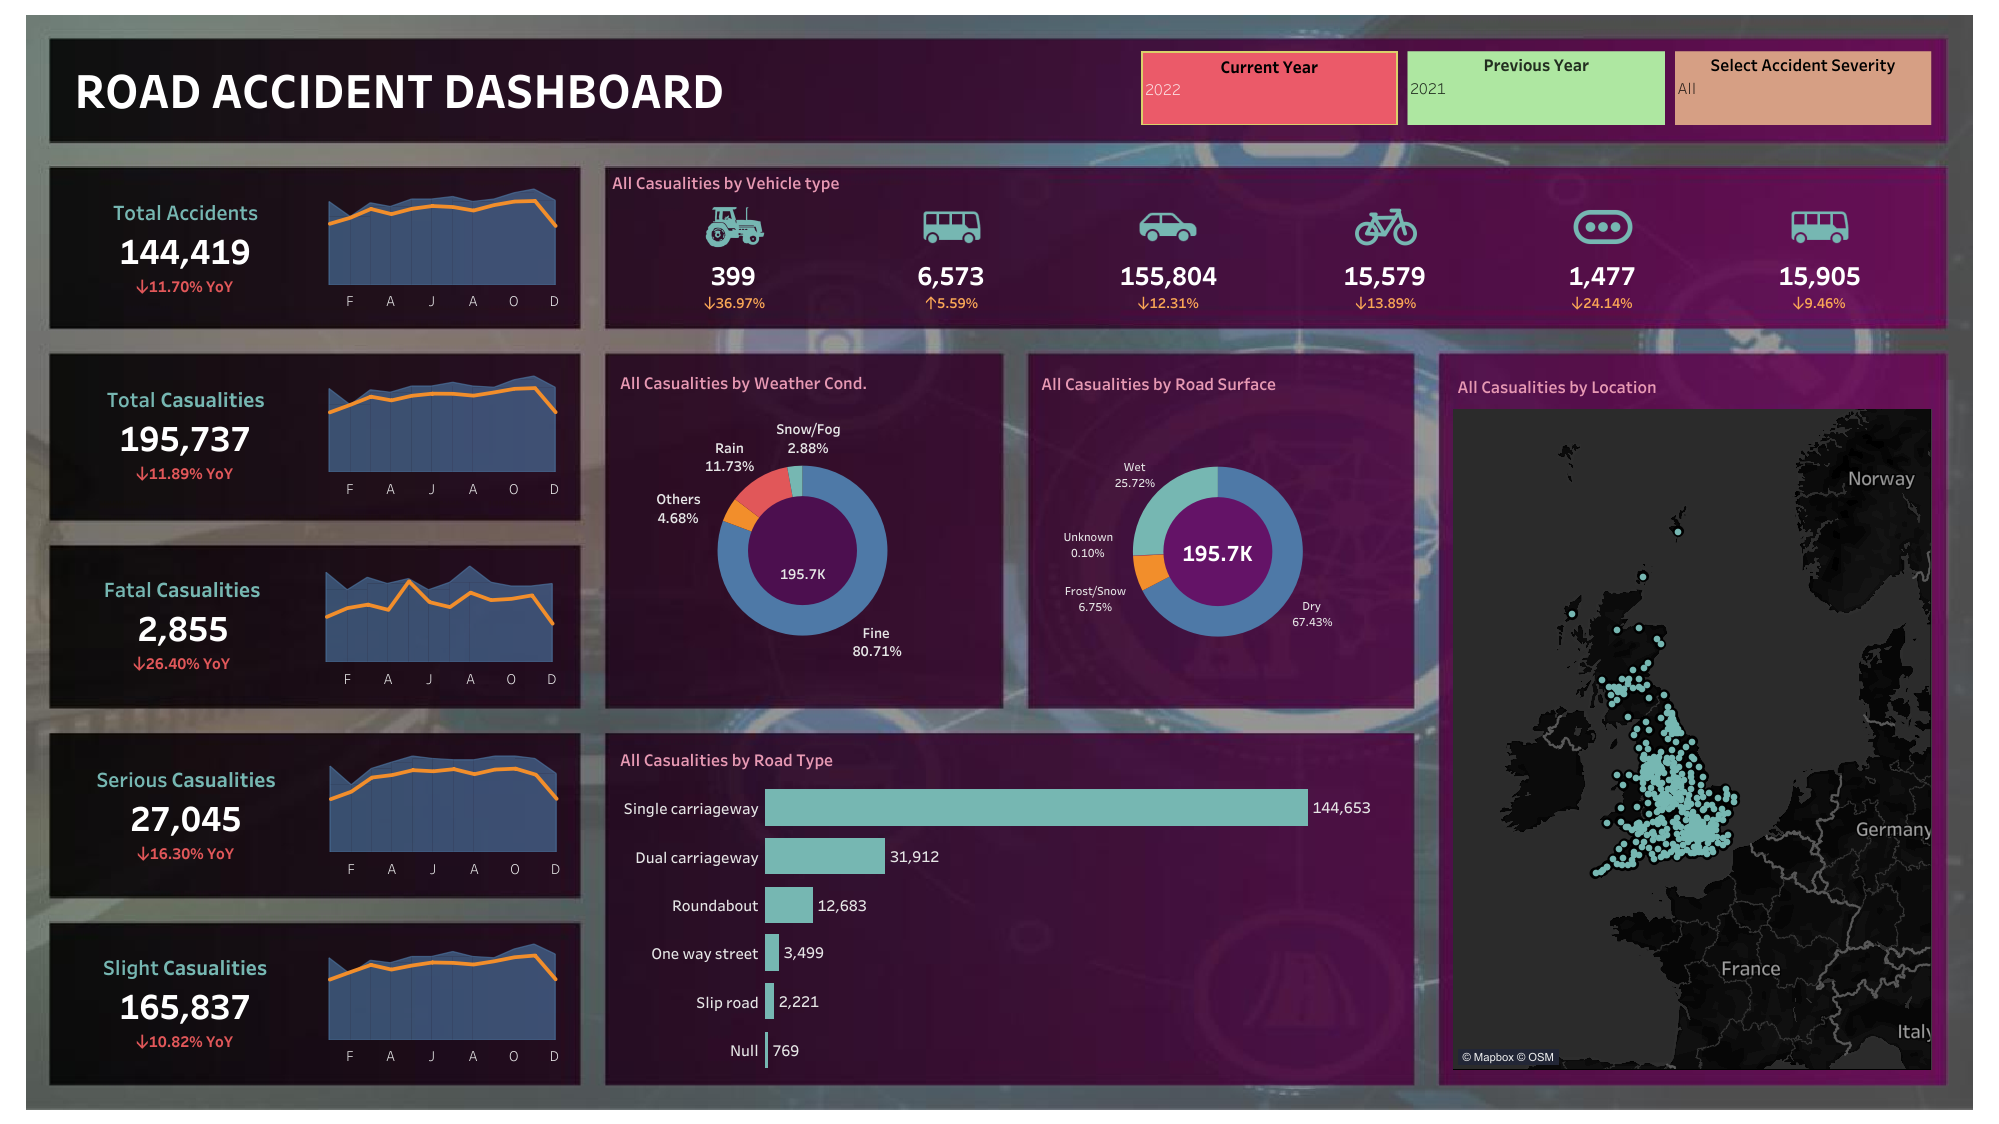 ROAD ACCIDENT DASHBOARD
Current Year
2022
Previous Year
2021
Select Accident Severity
All
Total Accidents
144,419
↓11.70% YoY
F A J A O D
Total Casualities
195,737
↓11.89% YoY
F A J A O D
Fatal Casualities
2,855
↓26.40% YoY
F A J A O D
Serious Casualities
27,045
↓16.30% YoY
F A J A O D
Slight Casualities
165,837
↓10.82% YoY
F A J A O D
All Casualities by Vehicle type
399 6,573 155,804 15,579 1,477 15,905
↓36.97% ↑5.59% ↓12.31% ↓13.89% ↓24.14% ↓9.46%
All Casualities by Weather Cond.
Snow/Fog
2.88%
Rain
11.73%
Others
4.68%
195.7K
Fine
80.71%
All Casualities by Road Surface
Wet
25.72%
Unknown
0.10%
195.7K
Frost/Snow
6.75%
Dry
67.43%
All Casualities by Road Type
Single carriageway 144,653
Dual carriageway 31,912
Roundabout 12,683
One way street 3,499
Slip road 2,221
Null 769
All Casualities by Location
Norway
Germany
France
Italy
© Mapbox © OSM